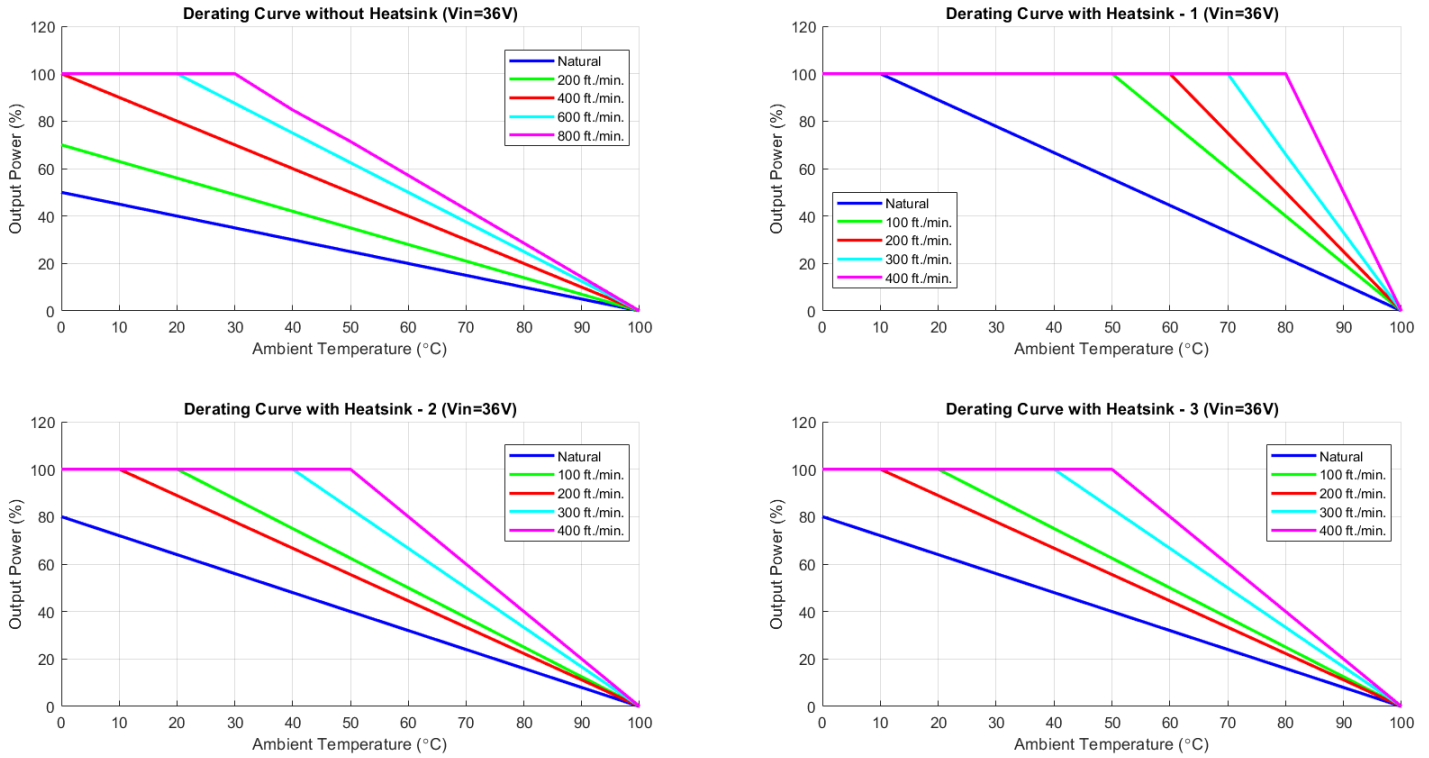 Derating Curve without Heatsink (Vin=36V)
120
100
80
60
40
20
0
Output Power (%)
Natural
200 ft./min.
400 ft./min.
600 ft./min.
800 ft./min.
0 10 20 30 40 50 60 70 80 90 100
Ambient Temperature (°C)
Derating Curve with Heatsink - 1 (Vin=36V)
120
100
80
60
40
20
0
Output Power (%)
Natural
100 ft./min.
200 ft./min.
300 ft./min.
400 ft./min.
0 10 20 30 40 50 60 70 80 90 100
Ambient Temperature (°C)
Derating Curve with Heatsink - 2 (Vin=36V)
120
100
80
60
40
20
0
Output Power (%)
Natural
100 ft./min.
200 ft./min.
300 ft./min.
400 ft./min.
0 10 20 30 40 50 60 70 80 90 100
Ambient Temperature (°C)
Derating Curve with Heatsink - 3 (Vin=36V)
120
100
80
60
40
20
0
Output Power (%)
Natural
100 ft./min.
200 ft./min.
300 ft./min.
400 ft./min.
0 10 20 30 40 50 60 70 80 90 100
Ambient Temperature (°C)